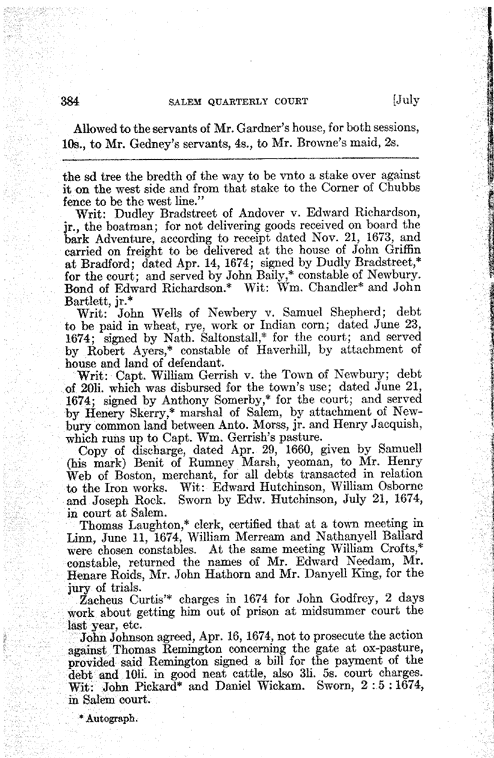 384 SALEM QUARTERLY COURT [July
Allowed to the servants of Mr. Gardner's house, for both sessions,
10s., to Mr. Gedney's servants, 4s., to Mr. Browne's maid, 2s.
the sd tree the bredth of the way to be vnto a stake over against
it on the west side and from that stake to the Corner of Chubbs
fence to be the west line."
Writ: Dudley Bradstreet of Andover v. Edward Richardson,
jr., the boatman; for not delivering goods received on board the
bark Adventure, according to receipt dated Nov. 21, 1673, and
carried on freight to be delivered at the house of John Griffin
at Bradford; dated Apr. 14, 1674; signed by Dudly Bradstreet,*
for the court; and served by John Baily,* constable of Newbury.
Bond of Edward Richardson.* Wit: Wm. Chandler* and John
Bartlett, jr.*
Writ: John Wells of Newbery v. Samuel Shepherd; debt
to be paid in wheat, rye, work or Indian corn; dated June 23,
1674; signed by Nath. Saltonstall,* for the court; and served
by Robert Ayers,* constable of Haverhill, by attachment of
house and land of defendant.
Writ: Capt. William Gerrish v. the Town of Newbury; debt
of 20li. which was disbursed for the town's use; dated June 21,
1674; signed by Anthony Somerby,* for the court; and served
by Henery Skerry,* marshal of Salem, by attachment of New-
bury common land between Anto. Morss, jr. and Henry Jacquish,
which runs up to Capt. Wm. Gerrish's pasture.
Copy of discharge, dated Apr. 29, 1660, given by Samuell
(his mark) Benit of Rumney Marsh, yeoman, to Mr. Henry
Web of Boston, merchant, for all debts transacted in relation
to the Iron works. Wit: Edward Hutchinson, William Osborne
and Joseph Rock. Sworn by Edw. Hutchinson, July 21, 1674,
in court at Salem.
Thomas Laughton,* clerk, certified that at a town meeting in
Linn, June 11, 1674, William Merream and Nathanyell Ballard
were chosen constables. At the same meeting William Crofts,*
constable, returned the names of Mr. Edward Needam, Mr.
Henare Roids, Mr. John Hathorn and Mr. Danyell King, for the
jury of trials.
Zacheus Curtis'* charges in 1674 for John Godfrey, 2 days
work about getting him out of prison at midsummer court the
last year, etc.
John Johnson agreed, Apr. 16, 1674, not to prosecute the action
against Thomas Remington concerning the gate at ox-pasture,
provided said Remington signed a bill for the payment of the
debt and 10li. in good neat cattle, also 3li. 5s. court charges.
Wit: John Pickard* and Daniel Wickam. Sworn, 2 : 5 : 1674,
in Salem court.
* Autograph.